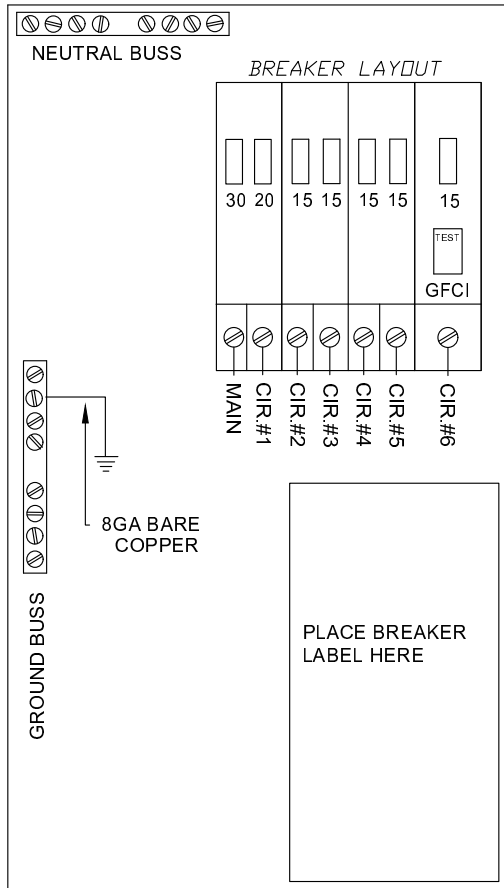 NEUTRAL BUSS
BREAKER LAYOUT
30 20 15 15 15 15 15
TEST
GFCI
MAIN
CIR.#1
CIR.#2
CIR.#3
CIR.#4
CIR.#5
CIR.#6
8GA BARE
COPPER
GROUND BUSS
PLACE BREAKER
LABEL HERE